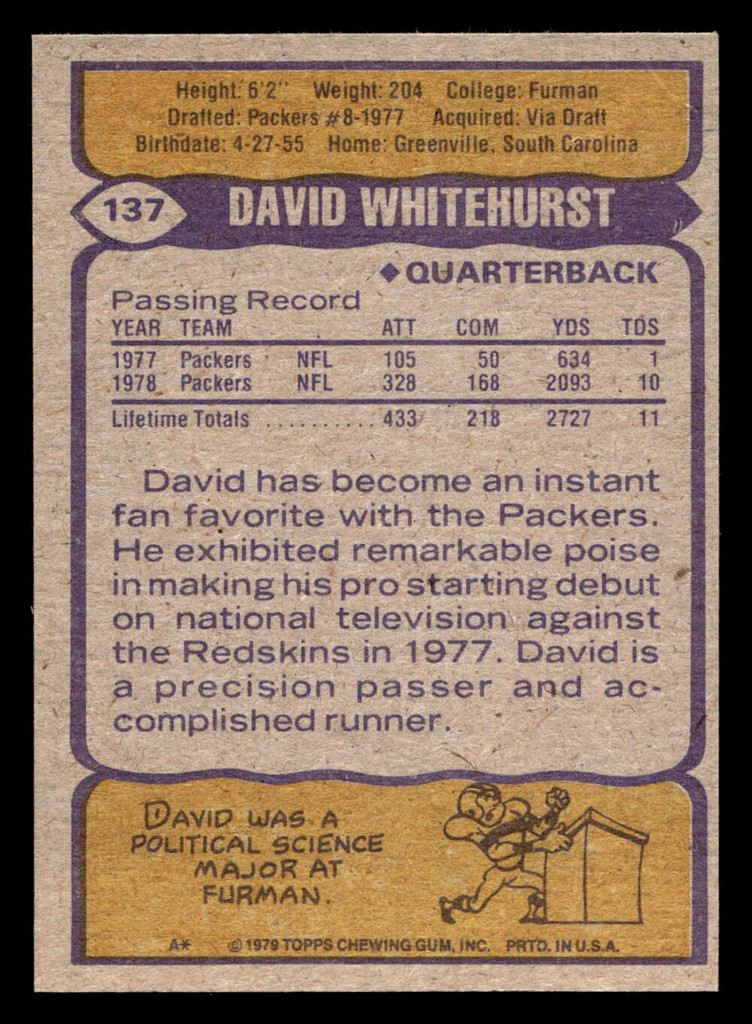 Height: 6'2" Weight: 204 College: Furman
Drafted: Packers #8-1977 Acquired: Via Draft
Birthdate: 4-27-55 Home: Greenville, South Carolina
137 DAVID WHITEHURST
◆QUARTERBACK
Passing Record
YEAR TEAM ATT COM YDS TDS
1977 Packers NFL 105 50 634 1
1978 Packers NFL 328 168 2093 10
Lifetime Totals .......... 433 218 2727 11
David has become an instant
fan favorite with the Packers.
He exhibited remarkable poise
in making his pro starting debut
on national television against
the Redskins in 1977. David is
a precision passer and ac-
complished runner.
DAVID WAS A
POLITICAL SCIENCE
MAJOR AT
FURMAN.
A* © 1979 TOPPS CHEWING GUM, INC. PRTD. IN U.S.A.